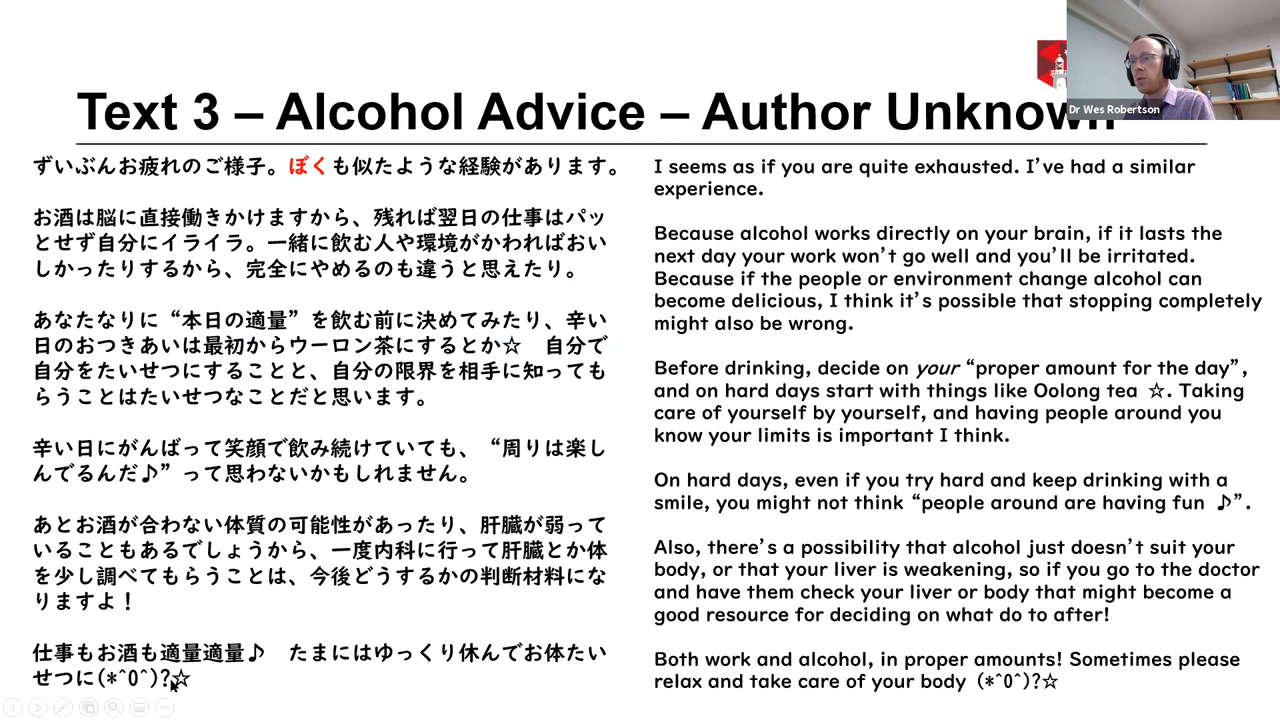 Text 3 – Alcohol Advice – Author Unknown
Dr Wes Robertson
ずいぶんお疲れのご様子。ぼくも似たような経験があります。
お酒は脳に直接働きかけますから、残れば翌日の仕事はパッ
とせず自分にイライラ。一緒に飲む人や環境がかわればおい
しかったりするから、完全にやめるのも違うと思えたり。
あなたなりに“本日の適量”を飲む前に決めてみたり、辛い
日のおつきあいは最初からウーロン茶にするとか☆　自分で
自分をたいせつにすることと、自分の限界を相手に知っても
らうことはたいせつなことだと思います。
辛い日にがんばって笑顔で飲み続けていても、“周りは楽し
んでるんだ♪”って思わないかもしれません。
あとお酒が合わない体質の可能性があったり、肝臓が弱って
いることもあるでしょうから、一度内科に行って肝臓とか体
を少し調べてもらうことは、今後どうするかの判断材料にな
りますよ！
仕事もお酒も適量適量♪　たまにはゆっくり休んでお体たい
せつに(*^0^)?☆
I seems as if you are quite exhausted. I’ve had a similar
experience.
Because alcohol works directly on your brain, if it lasts the
next day your work won’t go well and you’ll be irritated.
Because if the people or environment change alcohol can
become delicious, I think it’s possible that stopping completely
might also be wrong.
Before drinking, decide on your “proper amount for the day”,
and on hard days start with things like Oolong tea ☆. Taking
care of yourself by yourself, and having people around you
know your limits is important I think.
On hard days, even if you try hard and keep drinking with a
smile, you might not think “people around are having fun ♪”.
Also, there’s a possibility that alcohol just doesn’t suit your
body, or that your liver is weakening, so if you go to the doctor
and have them check your liver or body that might become a
good resource for deciding on what do to after!
Both work and alcohol, in proper amounts! Sometimes please
relax and take care of your body (*^0^)?☆